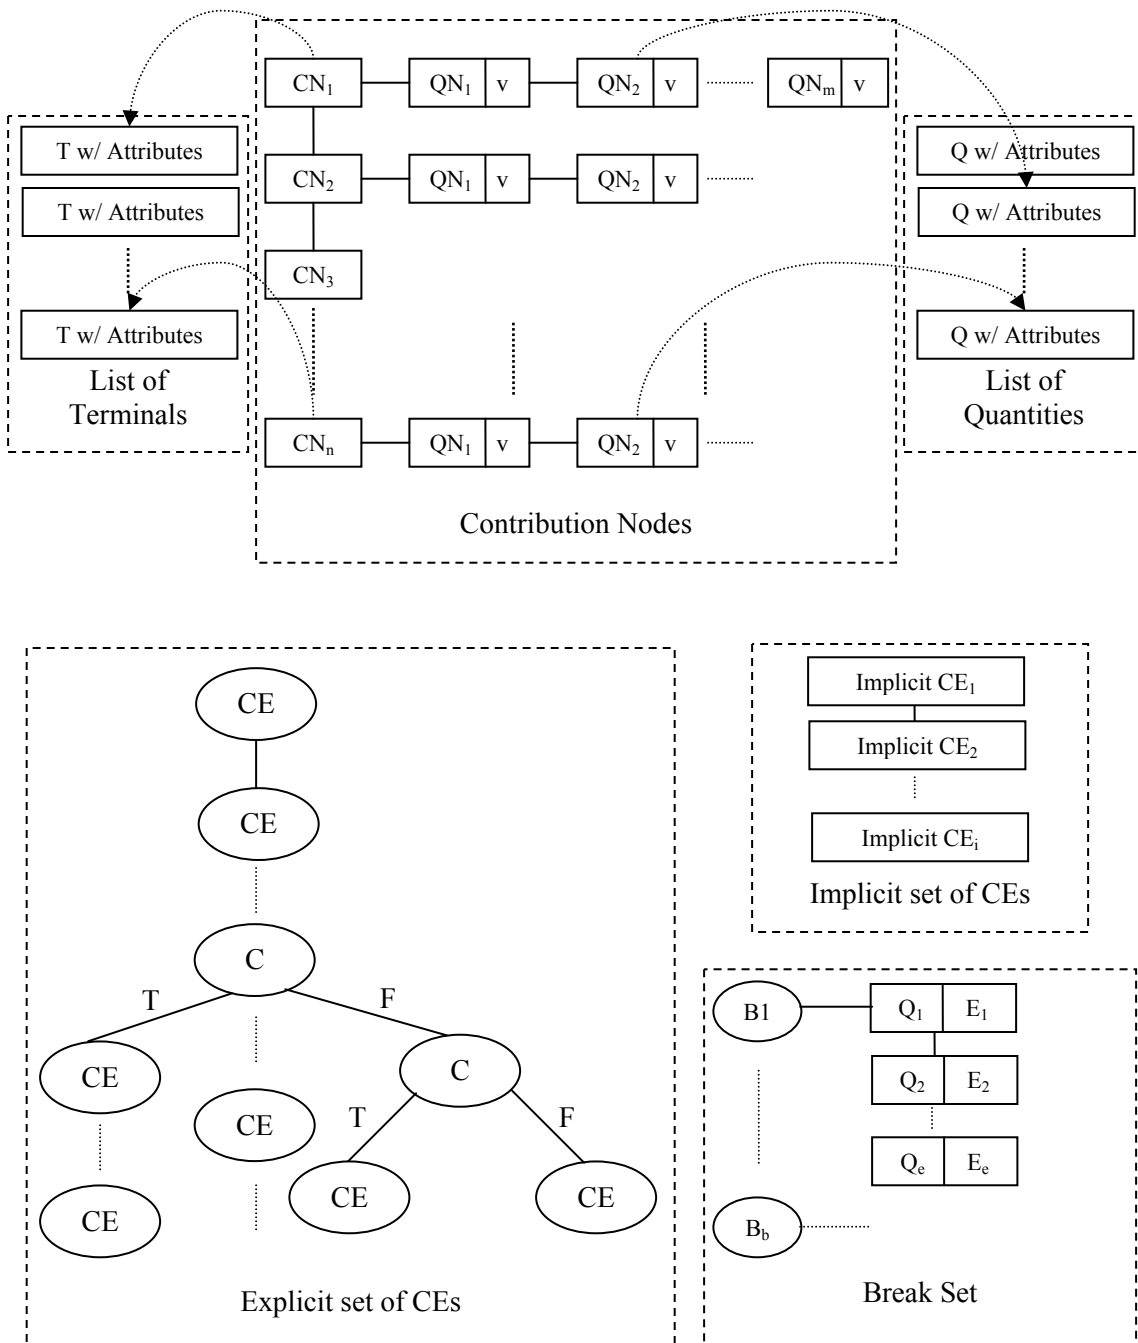 CN₁ QN₁ v QN₂ v QNₘ v
T w/ Attributes
Q w/ Attributes
CN₂ QN₁ v QN₂ v
T w/ Attributes
Q w/ Attributes
CN₃
T w/ Attributes
Q w/ Attributes
List of
Terminals
List of
Quantities
CNₙ QN₁ v QN₂ v
Contribution Nodes
CE
CE
C
T F
CE
C
CE
T F
CE
CE
CE
Explicit set of CEs
Implicit CE₁
Implicit CE₂
Implicit CEᵢ
Implicit set of CEs
B1 Q₁ E₁
Q₂ E₂
Qₑ Eₑ
B_b
Break Set